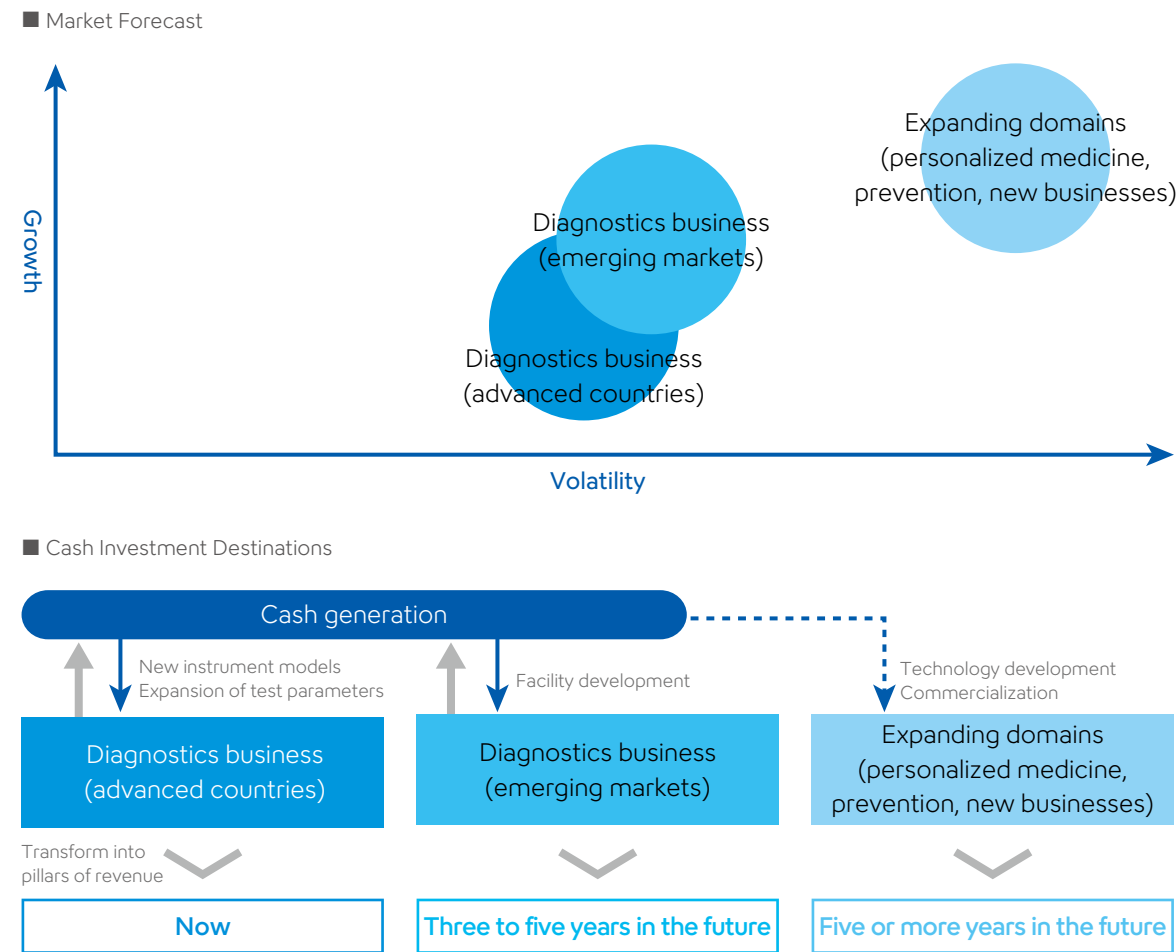 ■ Market Forecast
Growth
Expanding domains
(personalized medicine,
prevention, new businesses)
Diagnostics business
(emerging markets)
Diagnostics business
(advanced countries)
Volatility
■ Cash Investment Destinations
Cash generation
New instrument models
Expansion of test parameters
Facility development
Technology development
Commercialization
Diagnostics business
(advanced countries)
Diagnostics business
(emerging markets)
Expanding domains
(personalized medicine,
prevention, new businesses)
Transform into
pillars of revenue
Now
Three to five years in the future
Five or more years in the future